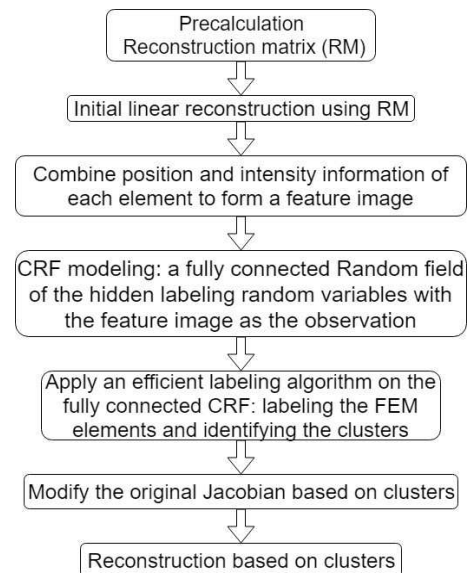 Precalculation
Reconstruction matrix (RM)
Initial linear reconstruction using RM
Combine position and intensity information of
each element to form a feature image
CRF modeling: a fully connected Random field
of the hidden labeling random variables with
the feature image as the observation
Apply an efficient labeling algorithm on the
fully connected CRF: labeling the FEM
elements and identifying the clusters
Modify the original Jacobian based on clusters
Reconstruction based on clusters